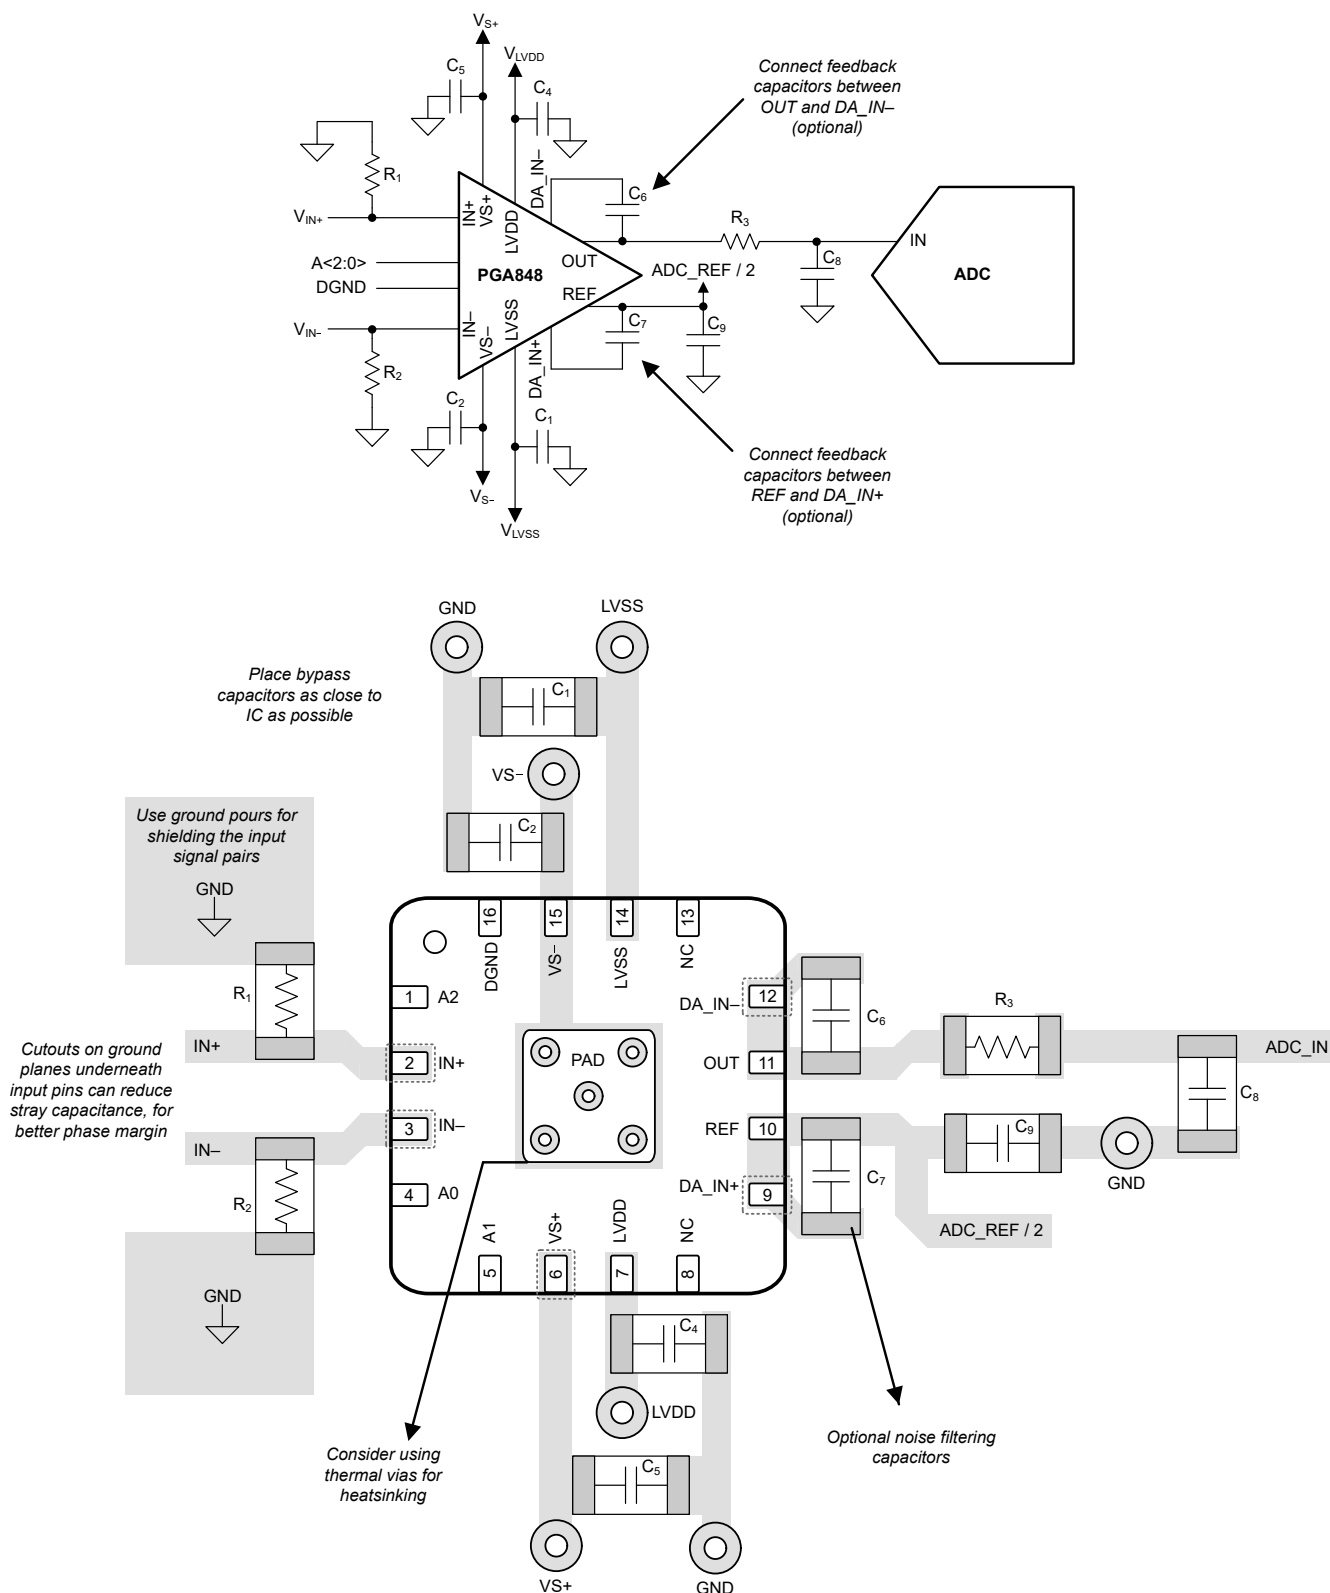 VS+
VLVDD
C5
C4
Connect feedback
capacitors between
OUT and DA_IN–
(optional)
R1
DA_IN–
C6
VIN+
IN+
VS+
LVDD
R3
IN
A<2:0>
OUT
ADC_REF / 2
C8
PGA848
ADC
DGND
REF
VIN–
IN–
VS–
LVSS
C7
C9
DA_IN+
R2
C2
C1
Connect feedback
capacitors between
REF and DA_IN+
(optional)
VS–
VLVSS
GND
LVSS
Place bypass
capacitors as close to
IC as possible
C1
VS–
C2
Use ground pours for
shielding the input
signal pairs
GND
16
15
14
13
DGND
VS–
LVSS
NC
R1
1
A2
DA_IN–
12
C6
R3
IN+
2
IN+
PAD
OUT
11
ADC_IN
Cutouts on ground
planes underneath
input pins can reduce
stray capacitance, for
better phase margin
C8
3
IN–
REF
10
C9
IN–
R2
4
A0
DA_IN+
9
C7
GND
ADC_REF / 2
A1
VS+
LVDD
NC
5
6
7
8
GND
C4
LVDD
Consider using
thermal vias for
heatsinking
Optional noise filtering
capacitors
C5
VS+
GND